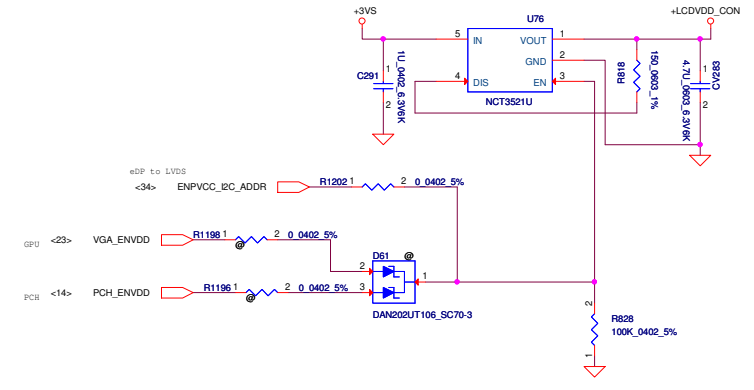 +3VS
U76
+LCDVDD_CON
5 IN VOUT 1
GND 2
4 DIS EN 3
NCT3521U
C291
1
2
1U_0402_6.3V6K
R818
150_0603_1%
4.7U_0603_6.3V6K
1
2
CV283
eDP to LVDS
<34> ENPVCC_I2C_ADDR R1202 1 2 0_0402_5%
GPU <23> VGA_ENVDD R1198 1 2 0_0402_5%
@
D61 @
2
1
3
PCH <14> PCH_ENVDD R1196 1 2 0_0402_5%
@
DAN202UT106_SC70-3
2
R828
100K_0402_5%
1